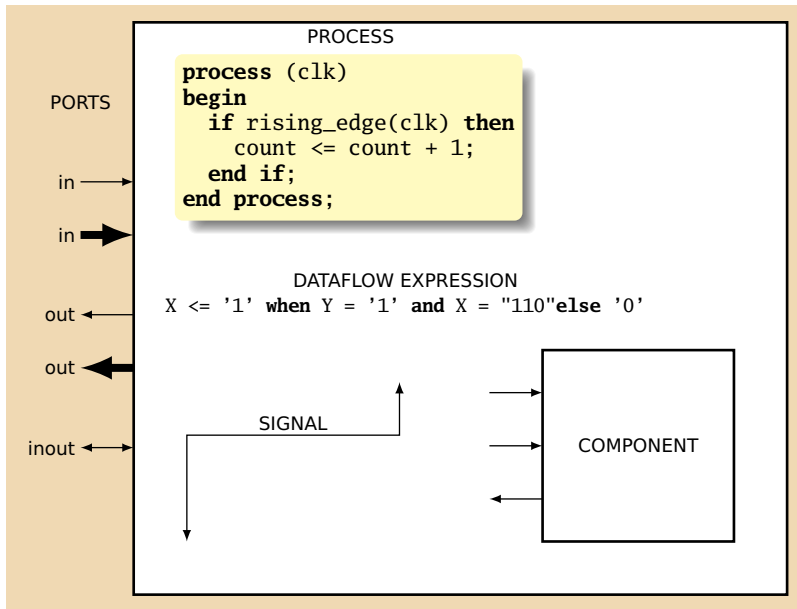 PROCESS
process (clk)
begin
if rising_edge(clk) then
count <= count + 1;
end if;
end process;
PORTS
in
in
out
out
inout
DATAFLOW EXPRESSION
X <= '1' when Y = '1' and X = "110"else '0'
SIGNAL
COMPONENT